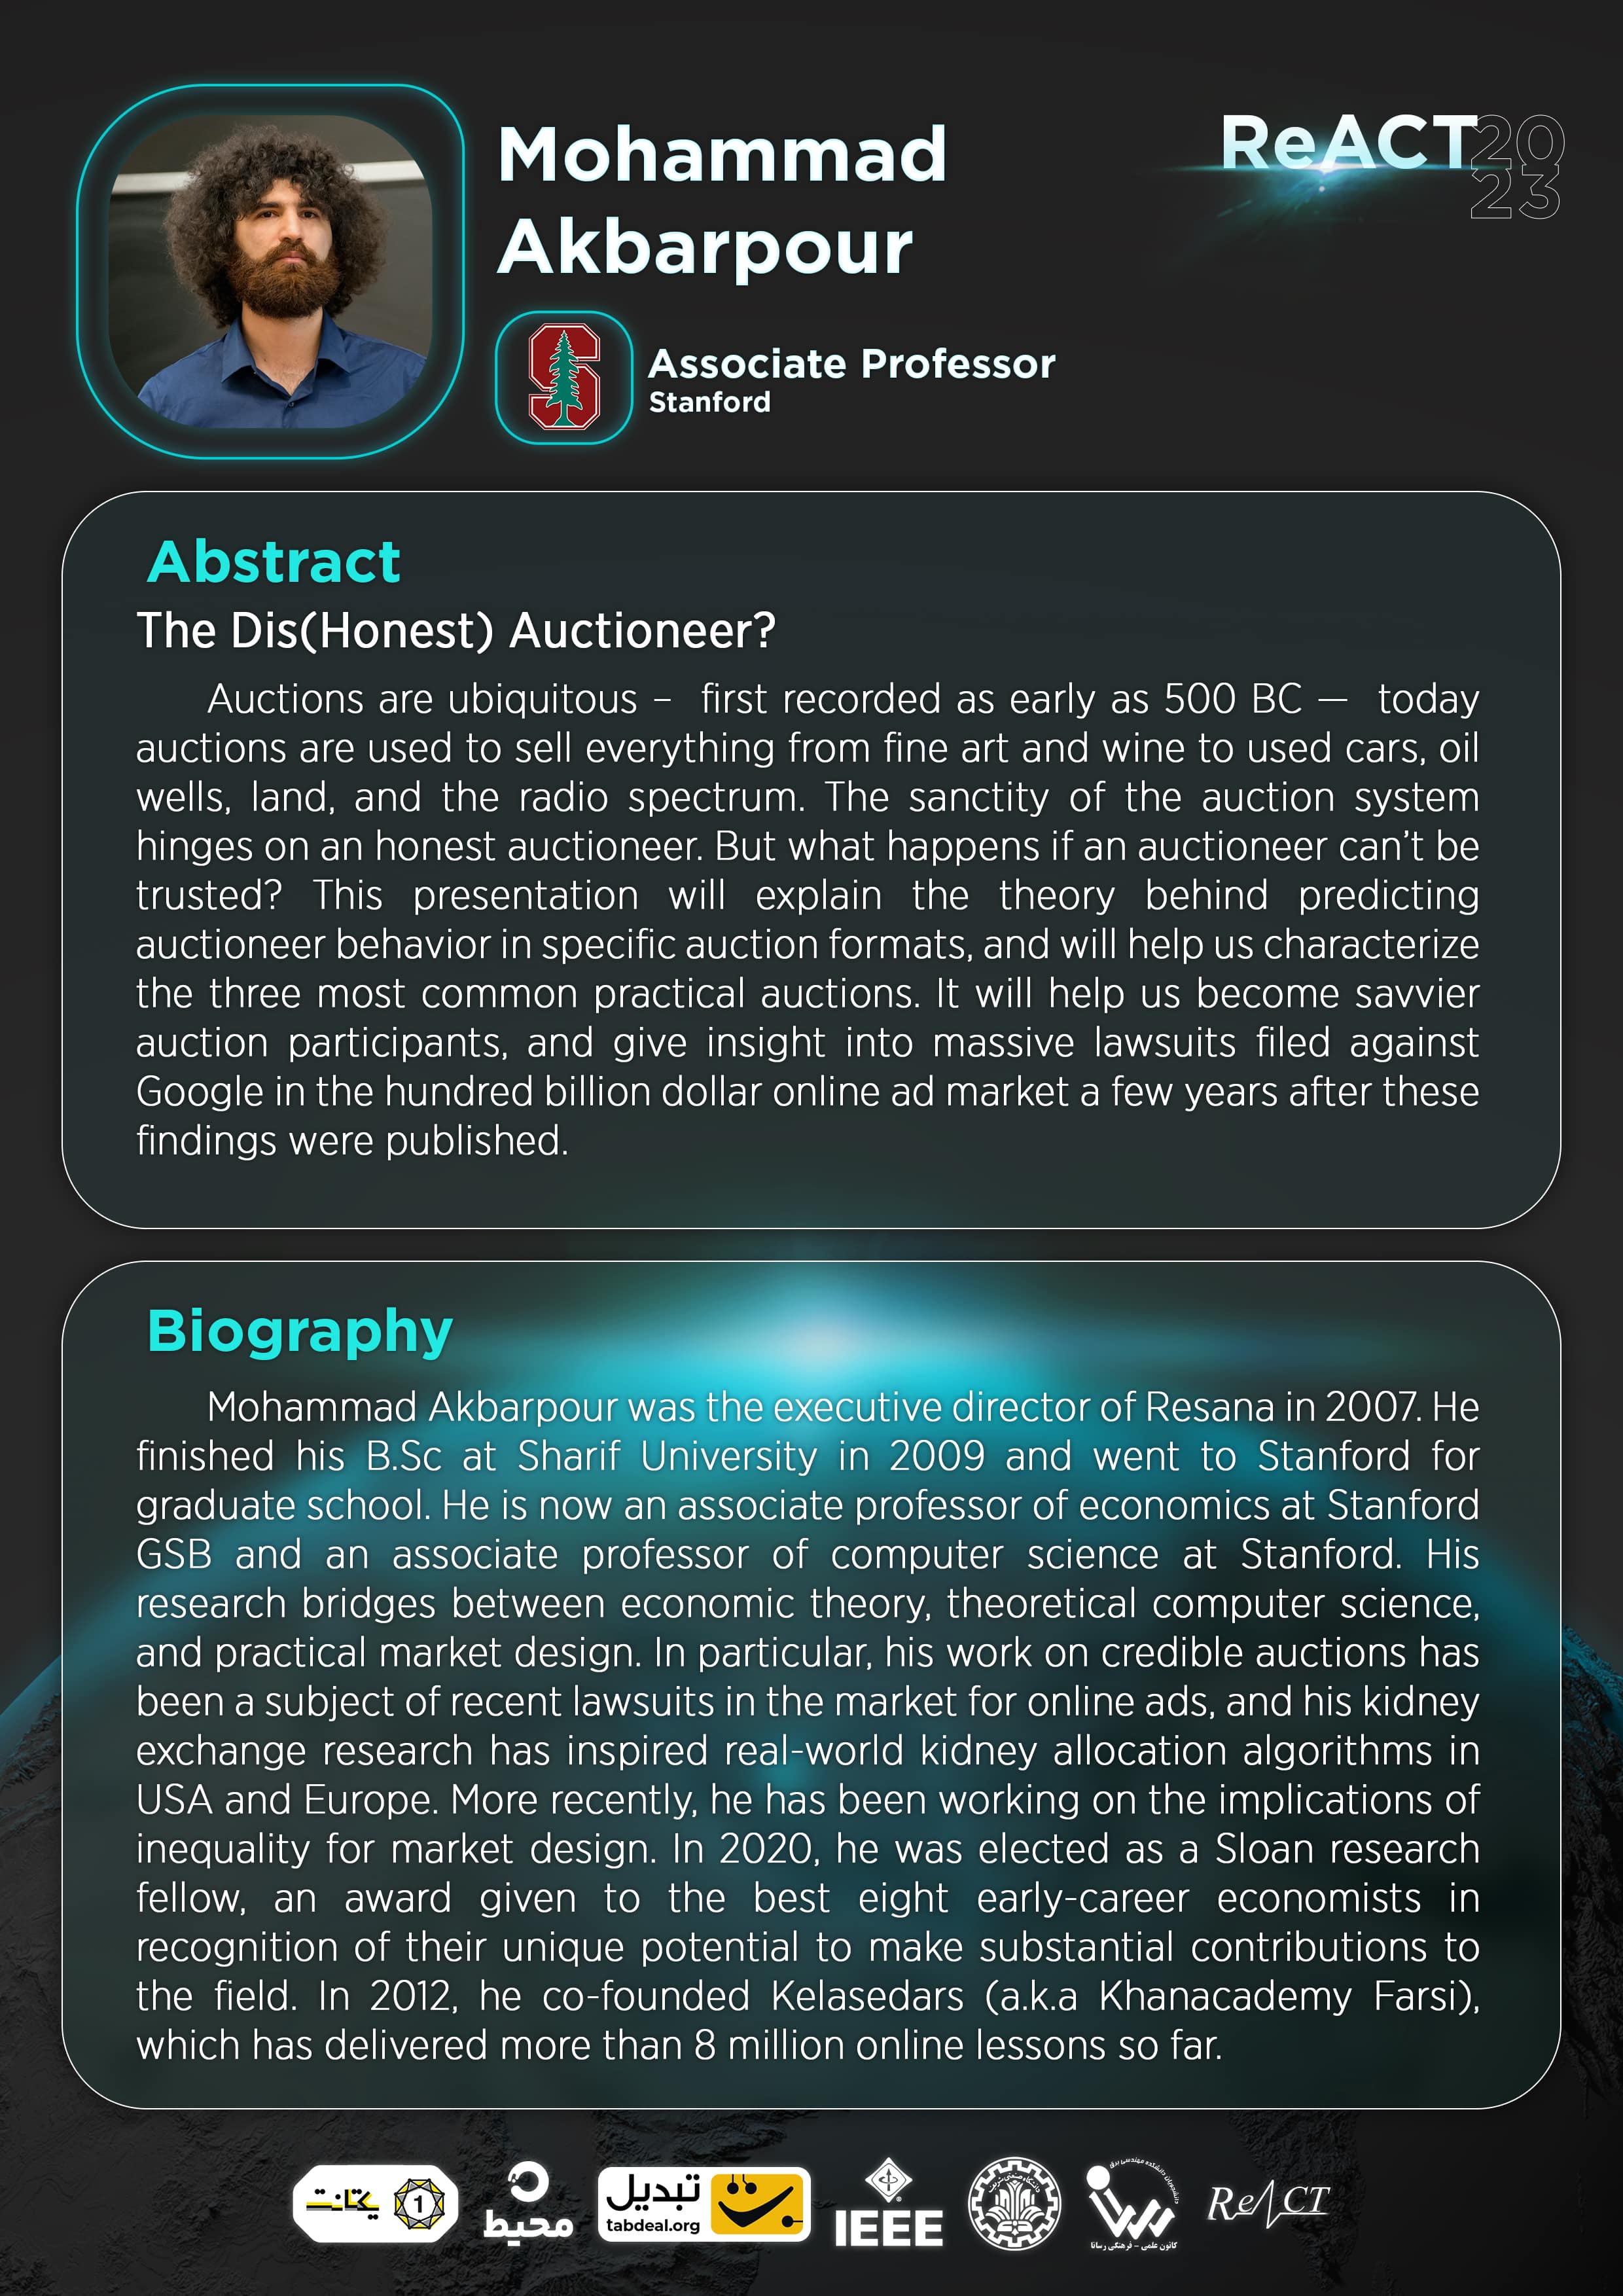 Mohammad
Akbarpour
ReACT
20
23
Associate Professor
Stanford
Abstract
The Dis(Honest) Auctioneer?
Auctions are ubiquitous – first recorded as early as 500 BC — today
auctions are used to sell everything from fine art and wine to used cars, oil
wells, land, and the radio spectrum. The sanctity of the auction system
hinges on an honest auctioneer. But what happens if an auctioneer can’t be
trusted? This presentation will explain the theory behind predicting
auctioneer behavior in specific auction formats, and will help us characterize
the three most common practical auctions. It will help us become savvier
auction participants, and give insight into massive lawsuits filed against
Google in the hundred billion dollar online ad market a few years after these
findings were published.
Biography
Mohammad Akbarpour was the executive director of Resana in 2007. He
finished his B.Sc at Sharif University in 2009 and went to Stanford for
graduate school. He is now an associate professor of economics at Stanford
GSB and an associate professor of computer science at Stanford. His
research bridges between economic theory, theoretical computer science,
and practical market design. In particular, his work on credible auctions has
been a subject of recent lawsuits in the market for online ads, and his kidney
exchange research has inspired real-world kidney allocation algorithms in
USA and Europe. More recently, he has been working on the implications of
inequality for market design. In 2020, he was elected as a Sloan research
fellow, an award given to the best eight early-career economists in
recognition of their unique potential to make substantial contributions to
the field. In 2012, he co-founded Kelasedars (a.k.a Khanacademy Farsi),
which has delivered more than 8 million online lessons so far.
یکتانت
1
محیط
تبدیل
tabdeal.org
IEEE
دانشگاه صنعتی شریف
دانشجویان دانشکده مهندسی برق
رسانا
کانون علمی - فرهنگی رسانا
ReACT